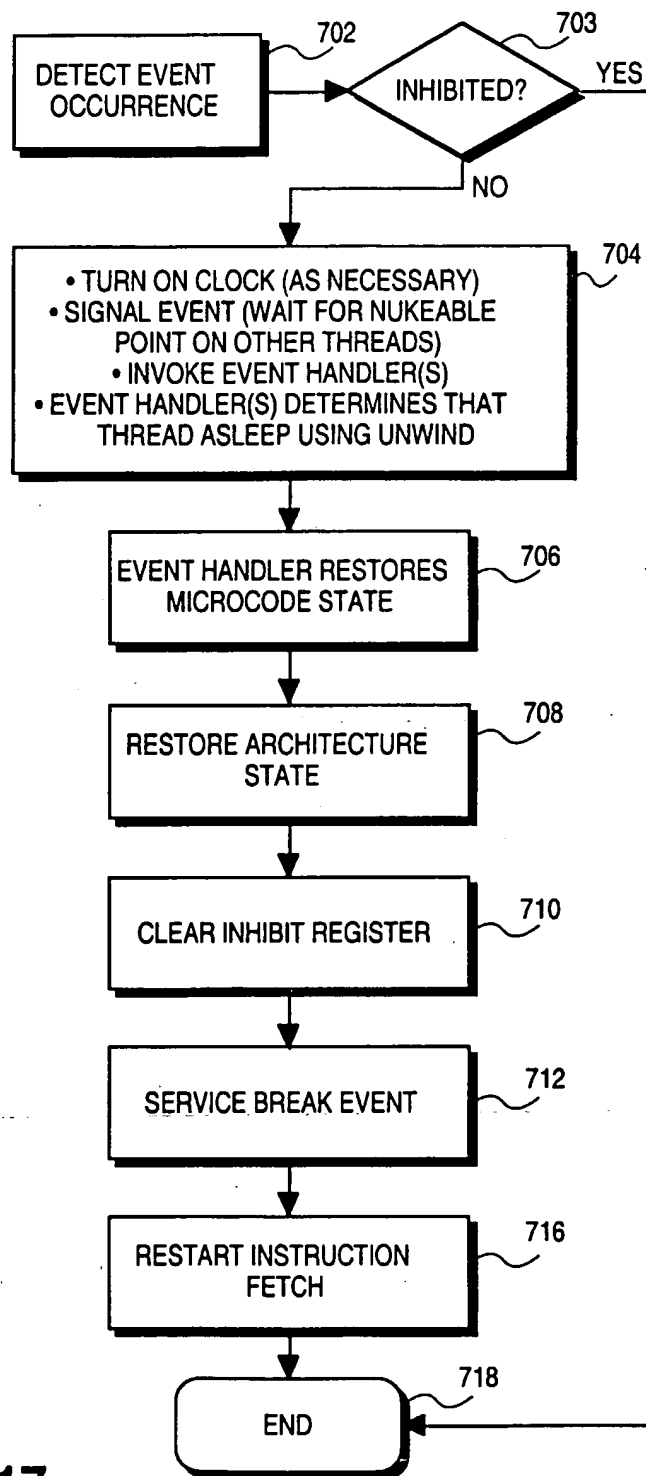 702
703
DETECT EVENT
OCCURRENCE
INHIBITED?
YES
NO
704
• TURN ON CLOCK (AS NECESSARY)
• SIGNAL EVENT (WAIT FOR NUKEABLE
POINT ON OTHER THREADS)
• INVOKE EVENT HANDLER(S)
• EVENT HANDLER(S) DETERMINES THAT
THREAD ASLEEP USING UNWIND
706
EVENT HANDLER RESTORES
MICROCODE STATE
708
RESTORE ARCHITECTURE
STATE
710
CLEAR INHIBIT REGISTER
712
SERVICE BREAK EVENT
716
RESTART INSTRUCTION
FETCH
718
END